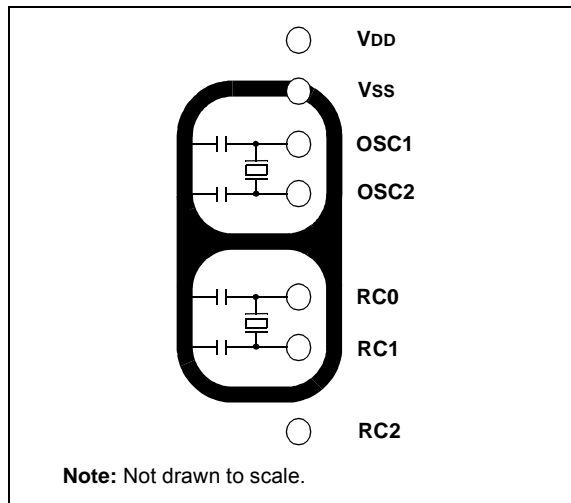 VDD
VSS
OSC1
OSC2
RC0
RC1
RC2
Note: Not drawn to scale.